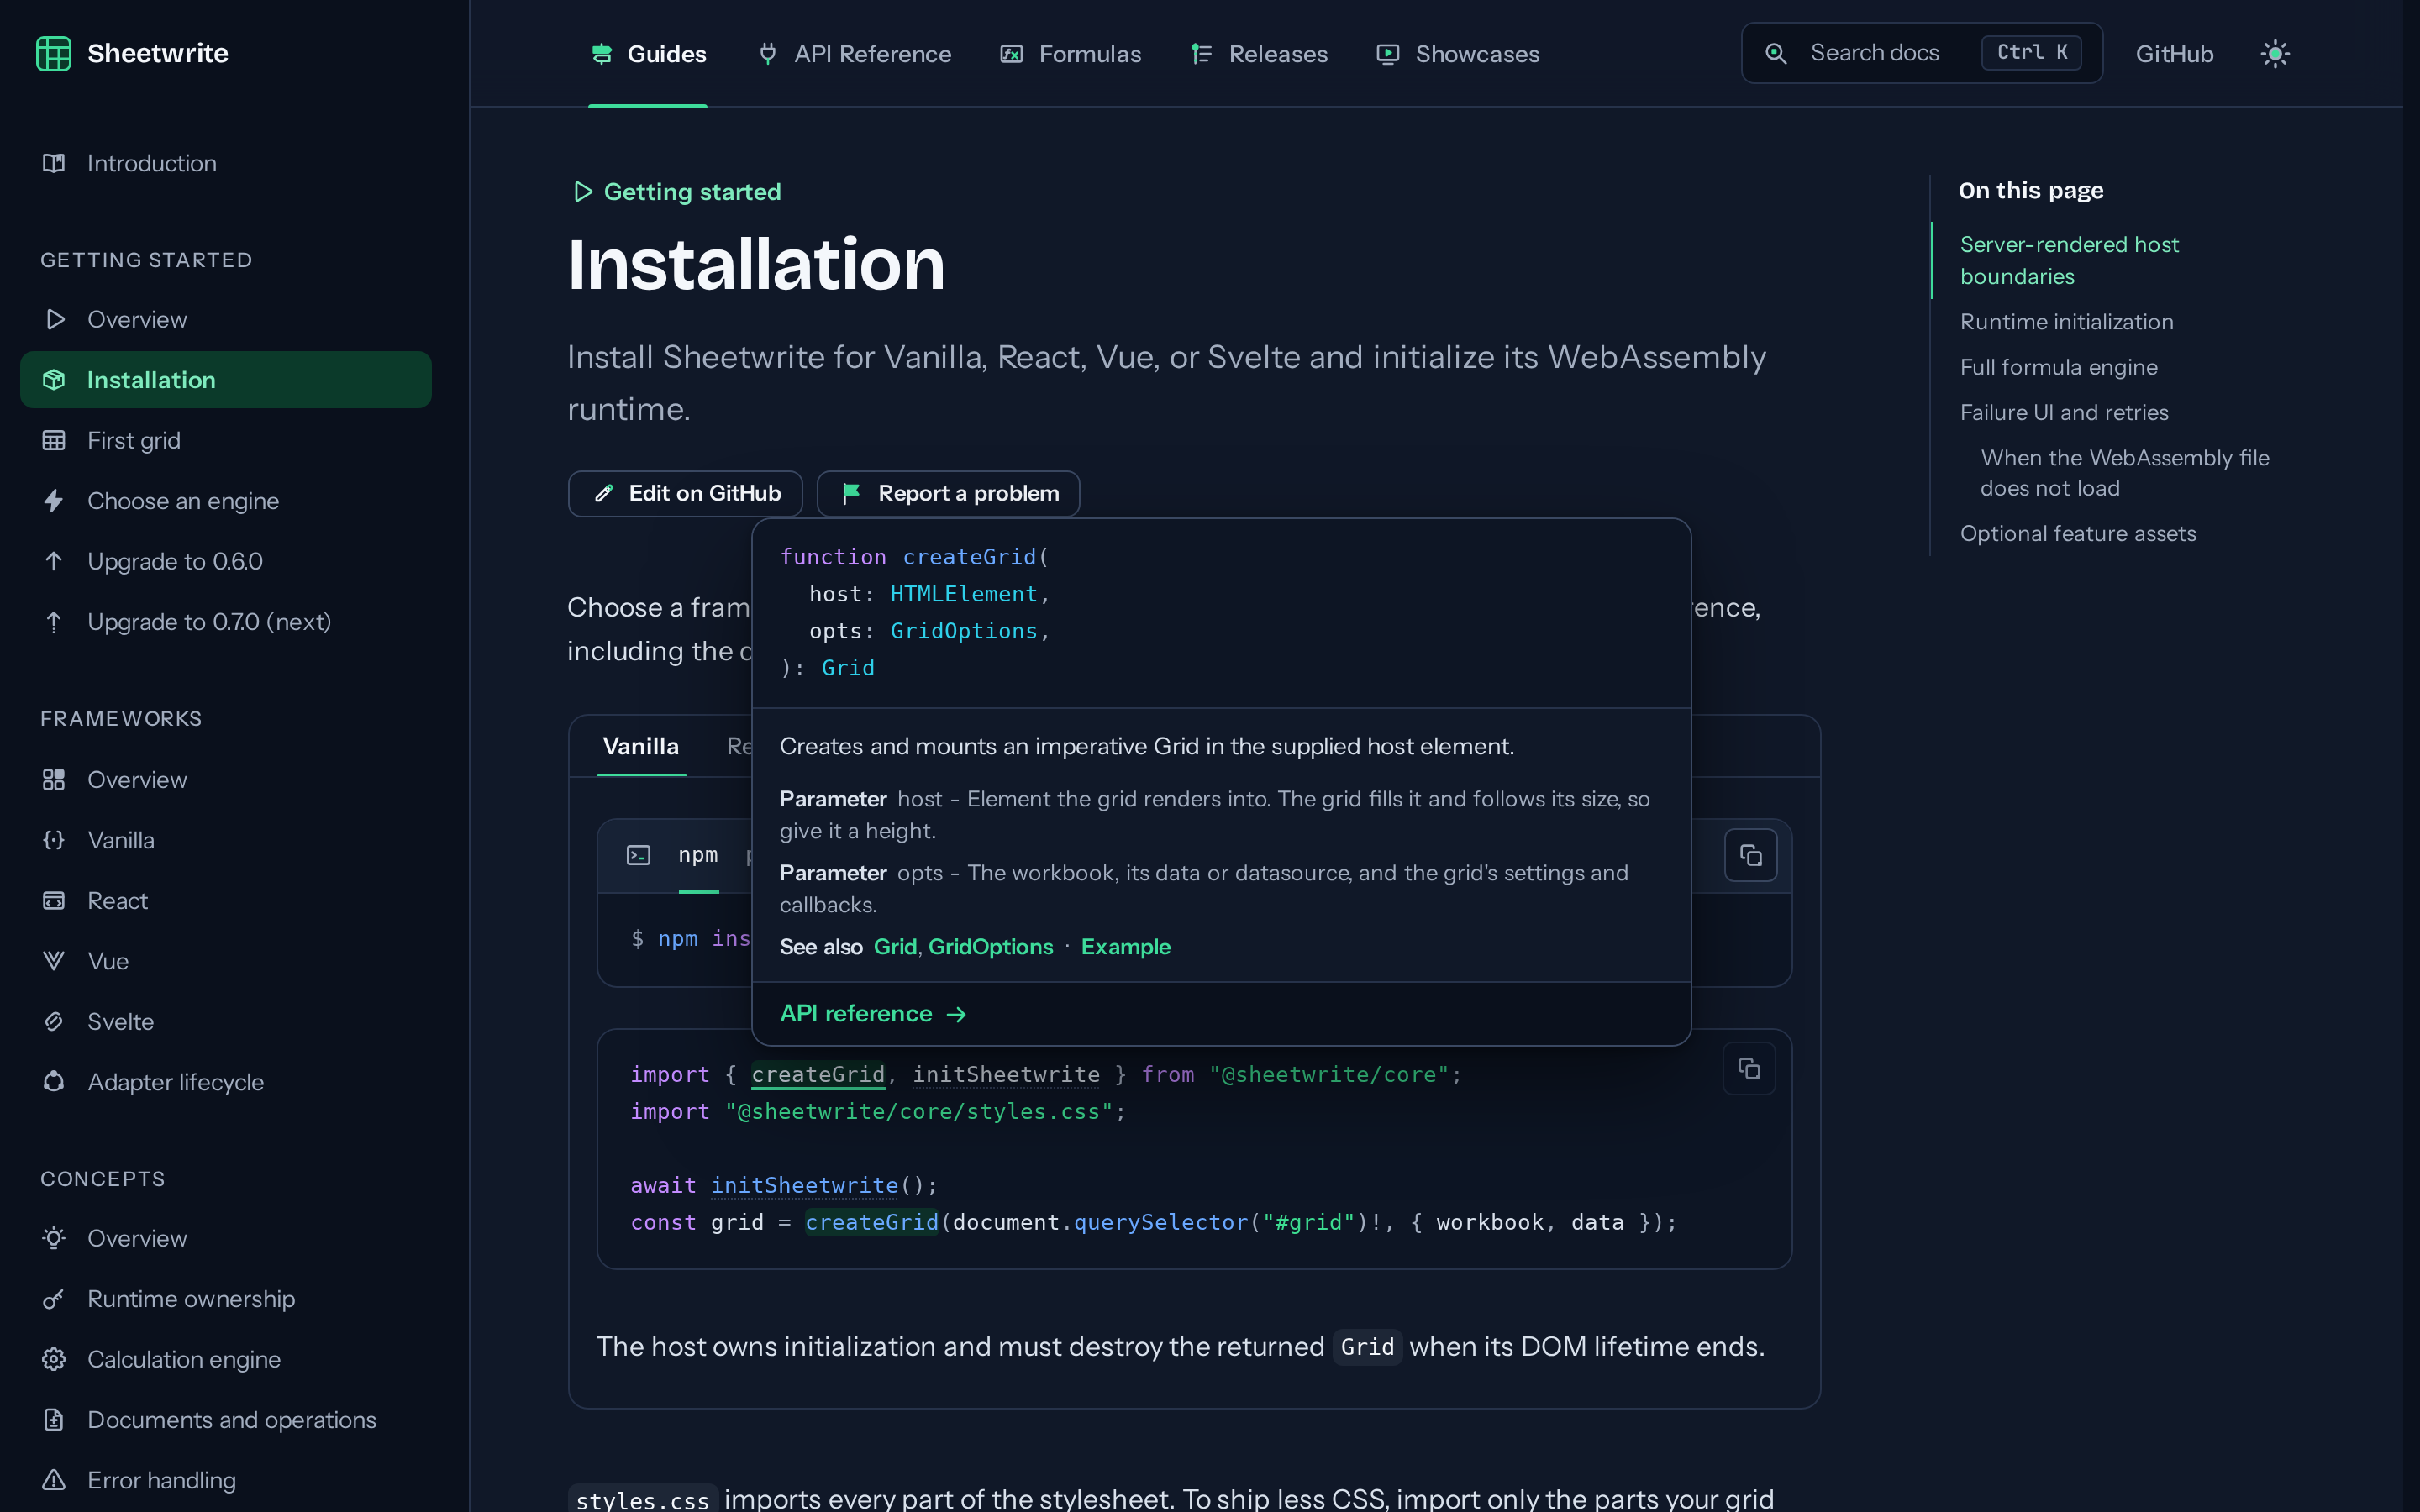 Sheetwrite
Introduction
GETTING STARTED
Overview
Installation
First grid
Choose an engine
Upgrade to 0.6.0
Upgrade to 0.7.0 (next)
FRAMEWORKS
Overview
Vanilla
React
Vue
Svelte
Adapter lifecycle
CONCEPTS
Overview
Runtime ownership
Calculation engine
Documents and operations
Error handling
Guides
API Reference
Formulas
Releases
Showcases
Search docs
Ctrl K
GitHub
Getting started
Installation
Install Sheetwrite for Vanilla, React, Vue, or Svelte and initialize its WebAssembly
runtime.
Edit on GitHub
Report a problem
Choose a
including the
function createGrid(
host: HTMLElement,
opts: GridOptions,
): Grid
Creates and mounts an imperative Grid in the supplied host element.
Parameter host - Element the grid renders into. The grid fills it and follows its size, so
give it a height.
Parameter opts - The workbook, its data or datasource, and the grid's settings and
callbacks.
See also Grid, GridOptions · Example
API reference →
Vanilla
npm
$ npm
import { createGrid, initSheetwrite } from "@sheetwrite/core";
import "@sheetwrite/core/styles.css";
await initSheetwrite();
const grid = createGrid(document.querySelector("#grid")!, { workbook, data });
The host owns initialization and must destroy the returned Grid when its DOM lifetime ends.
styles.css imports every part of the stylesheet. To ship less CSS, import only the parts your grid
On this page
Server-rendered host
boundaries
Runtime initialization
Full formula engine
Failure UI and retries
When the WebAssembly file
does not load
Optional feature assets